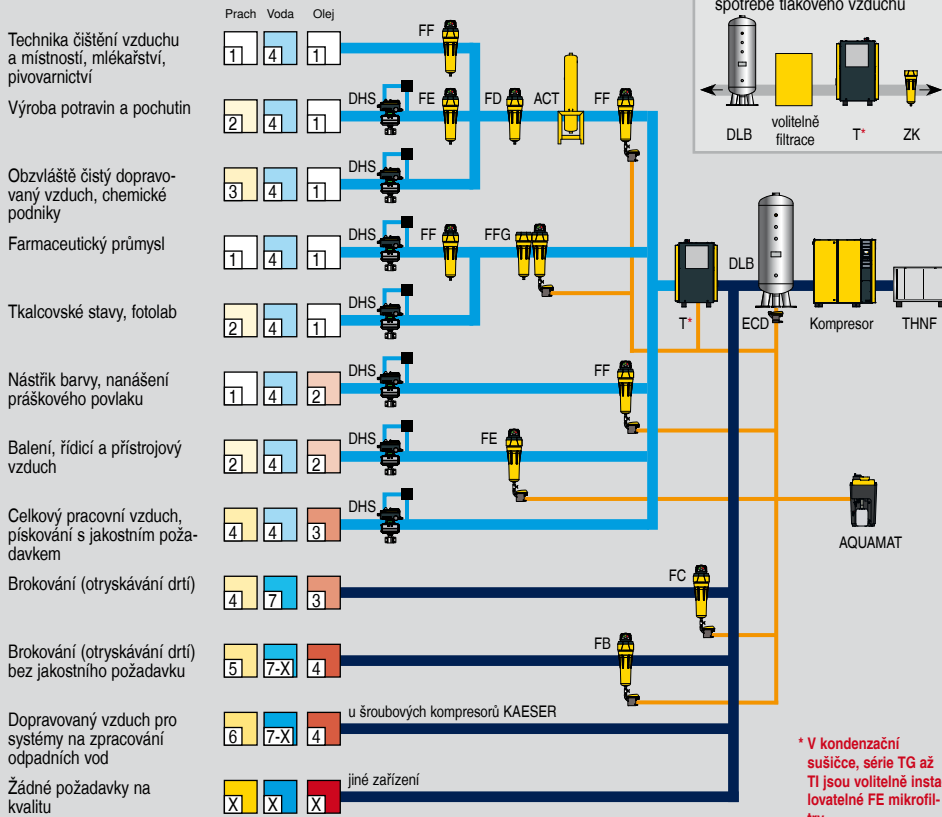 spotřebě tlakového vzduchu
DLB
volitelně
filtrace
T*
ZK
Prach Voda Olej
Technika čištění vzduchu
a místností, mlékařství,
pivovarnictví
1 4 1
FF
Výroba potravin a pochutin
2 4 1
DHS FE FD ACT FF
Obzvláště čistý dopravo-
vaný vzduch, chemické
podniky
3 4 1
DHS
Farmaceutický průmysl
1 4 1
DHS FF FFG
Tkalcovské stavy, fotolab
2 4 1
DHS
DLB
T* ECD Kompresor THNF
Nástřik barvy, nanášení
práškového povlaku
1 4 2
DHS FF
Balení, řídicí a přístrojový
vzduch
2 4 2
DHS FE
Celkový pracovní vzduch,
pískování s jakostním poža-
davkem
4 4 3
DHS
AQUAMAT
Brokování (otryskávání drtí)
4 7 3
FC
Brokování (otryskávání drtí)
bez jakostního požadavku
5 7-X 4
FB
Dopravovaný vzduch pro
systémy na zpracování
odpadních vod
6 7-X 4
u šroubových kompresorů KAESER
Žádné požadavky na
kvalitu
X X X
jiné zařízení
* V kondenzační
sušičce, série TG až
TI jsou volitelně insta
lovatelné FE mikrofil-
try